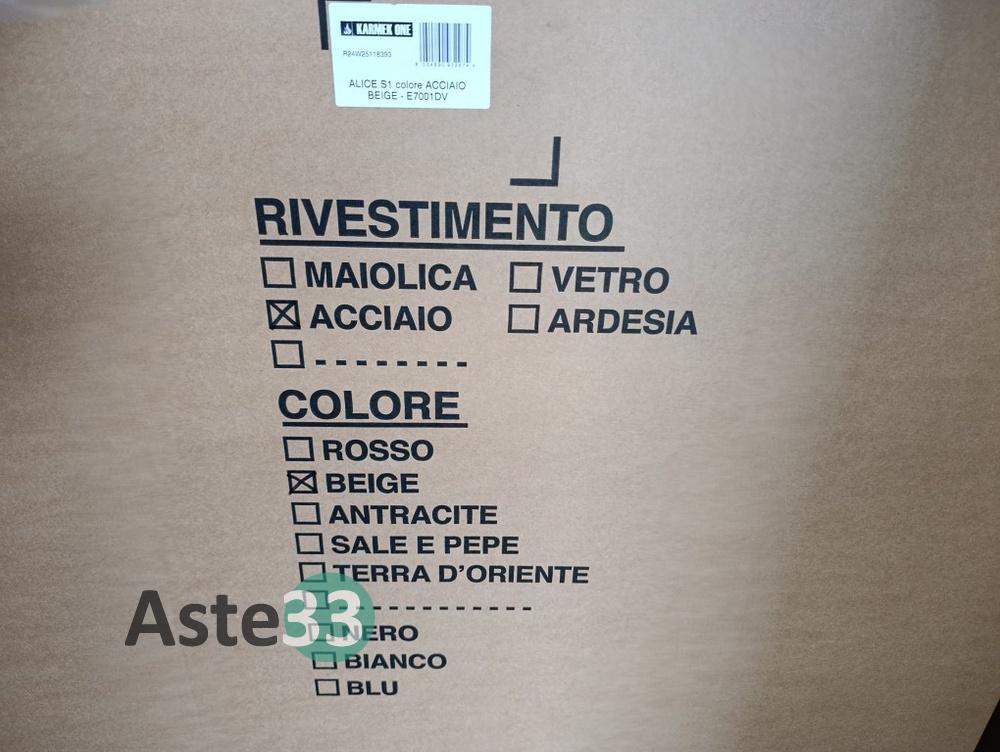 KARMEK ONE
R24W25118393
ALICE S1 colore ACCIAIO
BEIGE - E7001DV
RIVESTIMENTO
MAIOLICA VETRO
ACCIAIO ARDESIA
--------
COLORE
ROSSO
BEIGE
ANTRACITE
SALE E PEPE
TERRA D'ORIENTE
-------------
NERO
BIANCO
BLU
Aste33